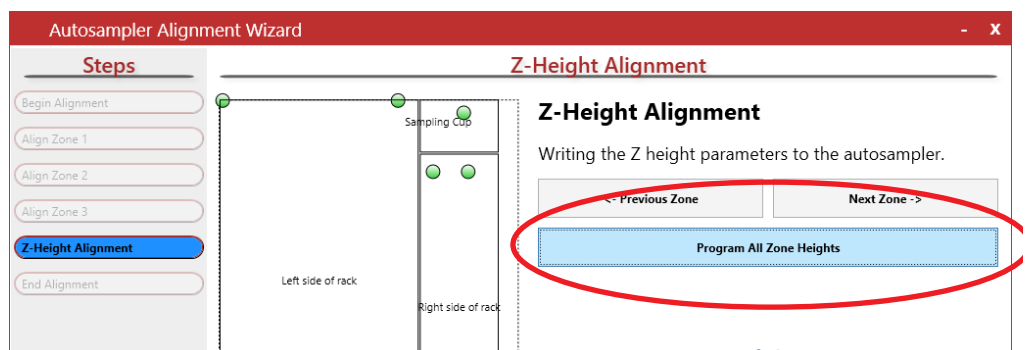 Autosampler Alignment Wizard
- X
Steps
Z-Height Alignment
Begin Alignment
Align Zone 1
Align Zone 2
Align Zone 3
Z-Height Alignment
End Alignment
Sampling Cup
Left side of rack
Right side of rack
Z-Height Alignment
Writing the Z height parameters to the autosampler.
<- Previous Zone
Next Zone ->
Program All Zone Heights